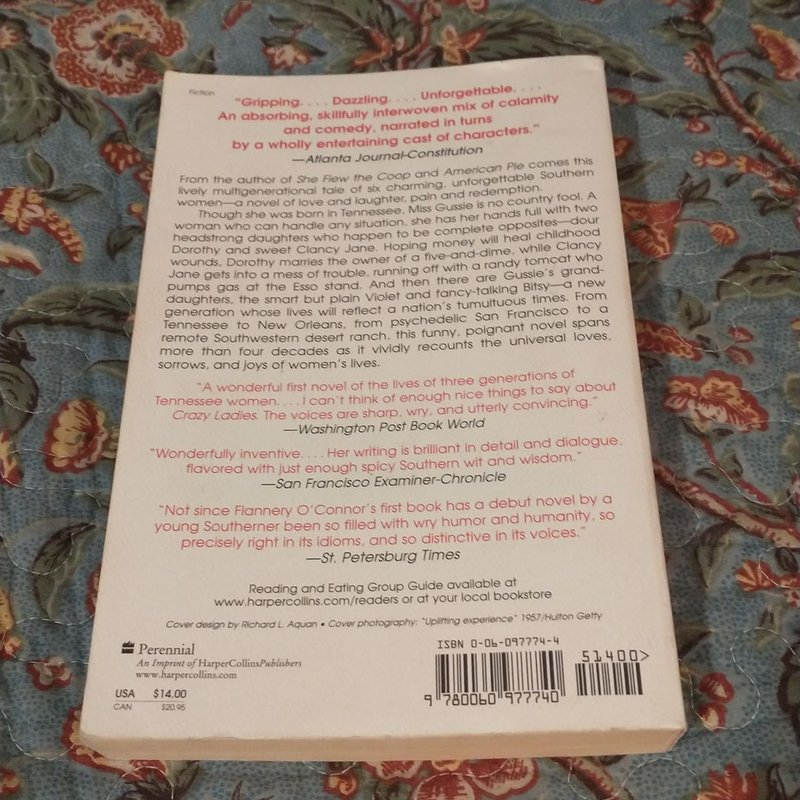 Fiction
"Gripping. . . . Dazzling. . . . Unforgettable. . . .
An absorbing, skillfully interwoven mix of calamity
and comedy, narrated in turns
by a wholly entertaining cast of characters."
—Atlanta Journal-Constitution
From the author of She Flew the Coop and American Pie comes this
lively multigenerational tale of six charming, unforgettable Southern
women—a novel of love and laughter, pain and redemption.
Though she was born in Tennessee, Miss Gussie is no country fool. A
woman who can handle any situation, she has her hands full with two
headstrong daughters who happen to be complete opposites—dour
Dorothy and sweet Clancy Jane. Hoping money will heal childhood
wounds, Dorothy marries the owner of a five-and-dime, while Clancy
Jane gets into a mess of trouble, running off with a randy tomcat who
pumps gas at the Esso stand. And then there are Gussie's grand-
daughters, the smart but plain Violet and fancy-talking Bitsy—a new
generation whose lives will reflect a nation's tumultuous times. From
Tennessee to New Orleans, from psychedelic San Francisco to a
remote Southwestern desert ranch, this funny, poignant novel spans
more than four decades as it vividly recounts the universal loves,
sorrows, and joys of women's lives.
"A wonderful first novel of the lives of three generations of
Tennessee women. . . . I can't think of enough nice things to say about
Crazy Ladies. The voices are sharp, wry, and utterly convincing."
—Washington Post Book World
"Wonderfully inventive. . . . Her writing is brilliant in detail and dialogue,
flavored with just enough spicy Southern wit and wisdom."
—San Francisco Examiner-Chronicle
"Not since Flannery O'Connor's first book has a debut novel by a
young Southerner been so filled with wry humor and humanity, so
precisely right in its idioms, and so distinctive in its voices."
—St. Petersburg Times
Reading and Eating Group Guide available at
www.harpercollins.com/readers or at your local bookstore
Cover design by Richard L. Aquan • Cover photography: "Uplifting experience" 1957/Hulton Getty
Perennial
An Imprint of HarperCollinsPublishers
www.harpercollins.com
USA $14.00
CAN $20.95
ISBN 0-06-097774-4
51400>
9 780060 977740